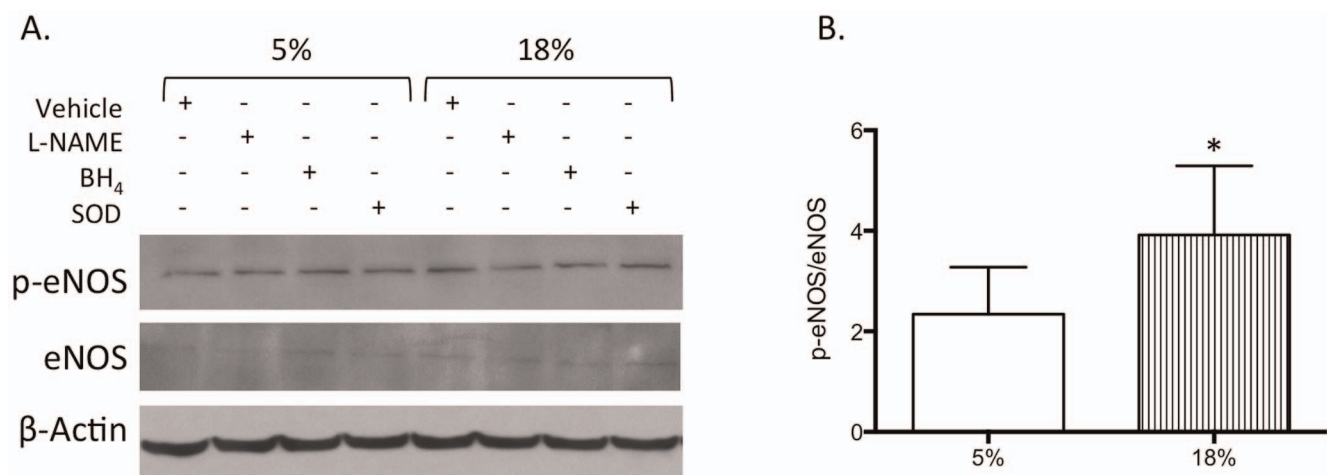 A.
5% 18%
Vehicle + - - - + - - -
L-NAME - + - - - + - -
BH₄ - - + - - - + -
SOD - - - + - - - +
p-eNOS
eNOS
β-Actin
B.
p-eNOS/eNOS
6
4
2
0
*
5% 18%